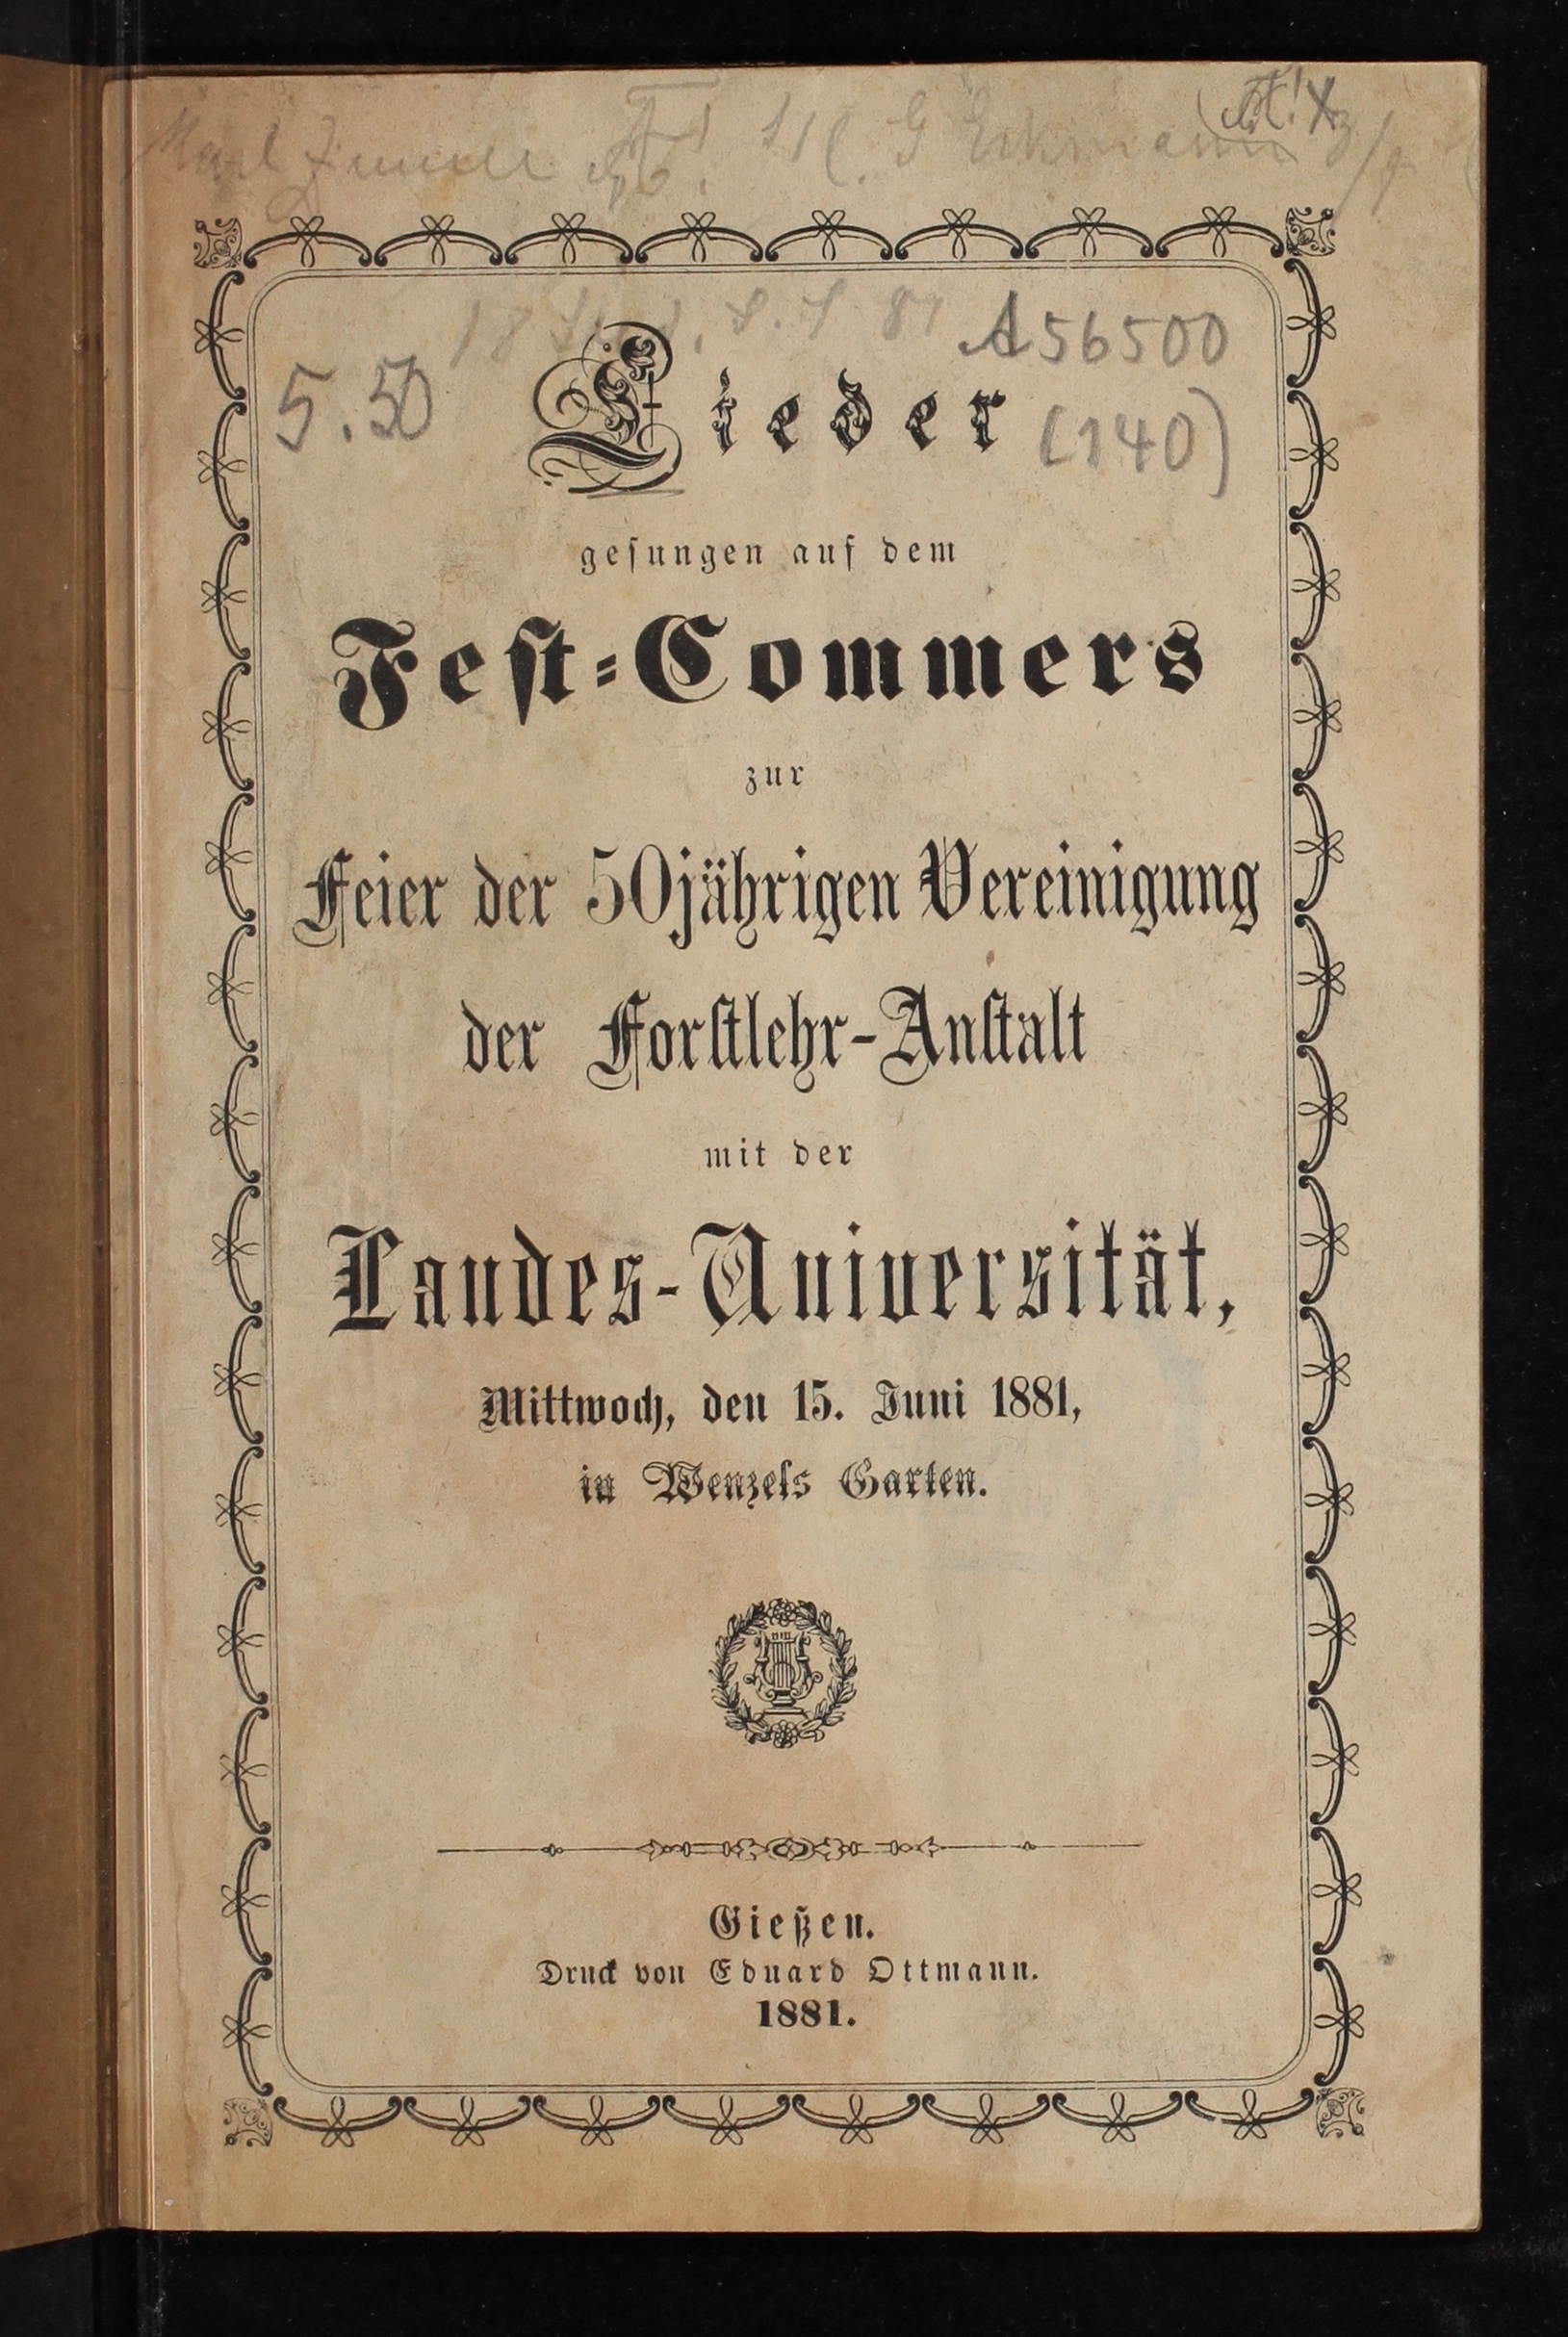 A56500
5.50
Lieder
(140)
gesungen auf dem
Fest-Commers
zur
Feier der 50jährigen Vereinigung
der Forstlehr-Anstalt
mit der
Landes-Universität,
Mittwoch, den 15. Juni 1881,
in Wenzels Garten.
Gießen.
Druck von Eduard Ottmann.
1881.